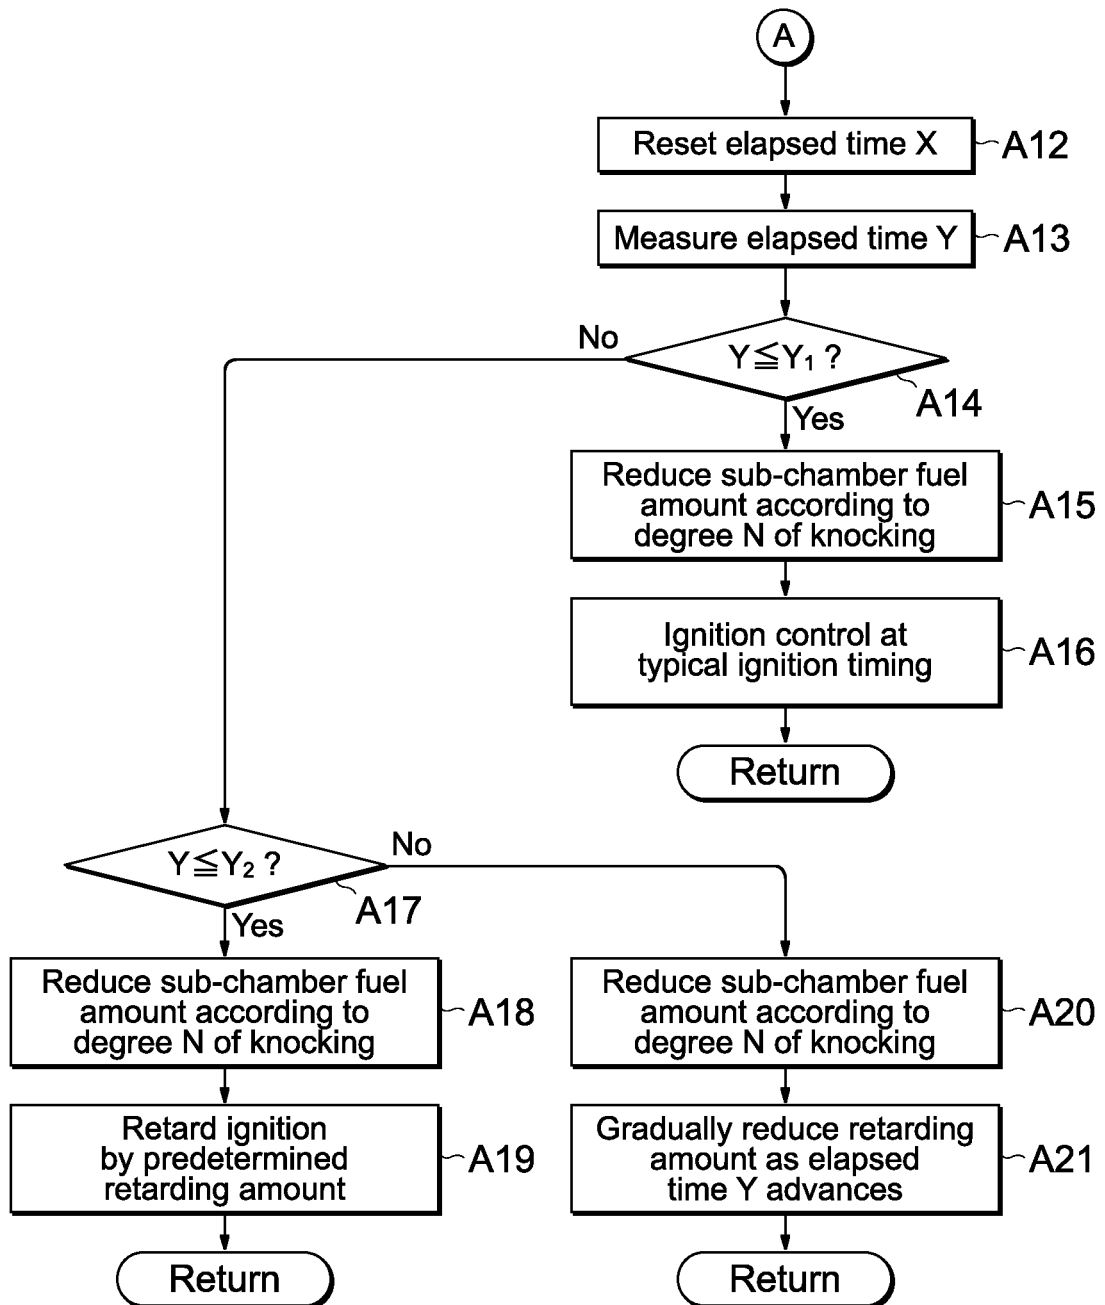 A
Reset elapsed time X
A12
Measure elapsed time Y
A13
No
Y≦Y₁ ?
A14
Yes
Reduce sub-chamber fuel
amount according to
degree N of knocking
A15
Ignition control at
typical ignition timing
A16
Return
Y≦Y₂ ?
No
A17
Yes
Reduce sub-chamber fuel
amount according to
degree N of knocking
A18
Reduce sub-chamber fuel
amount according to
degree N of knocking
A20
Retard ignition
by predetermined
retarding amount
A19
Gradually reduce retarding
amount as elapsed
time Y advances
A21
Return
Return